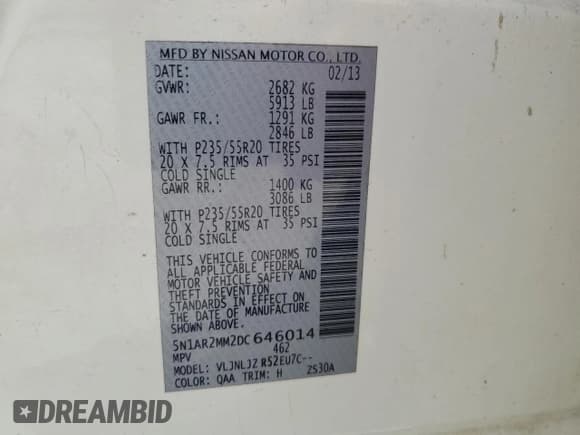 MFD BY NISSAN MOTOR CO., LTD.
DATE: 02/13
GVWR: 2682 KG
5913 LB
GAWR FR.: 1291 KG
2846 LB
WITH P235/55R20 TIRES
20 X 7.5 RIMS AT 35 PSI
COLD SINGLE
GAWR RR.: 1400 KG
3086 LB
WITH P235/55R20 TIRES
20 X 7.5 RIMS AT 35 PSI
COLD SINGLE
THIS VEHICLE CONFORMS TO
ALL APPLICABLE FEDERAL
MOTOR VEHICLE SAFETY AND
THEFT PREVENTION
STANDARDS IN EFFECT ON
THE DATE OF MANUFACTURE
SHOWN ABOVE.
5N1AR2MM2DC646014
MPV 462
MODEL: VLJNLJZ R52EU7C--
COLOR: QAA TRIM: H ZS30A
DREAMBID
DREAMBID